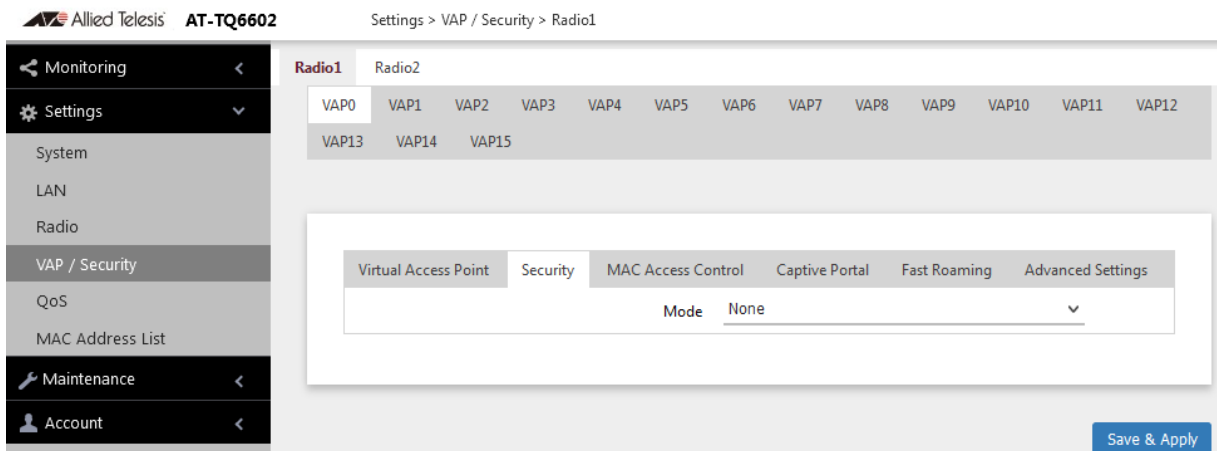 Allied Telesis AT-TQ6602 Settings > VAP / Security > Radio1
Monitoring
Radio1 Radio2
Settings
VAP0 VAP1 VAP2 VAP3 VAP4 VAP5 VAP6 VAP7 VAP8 VAP9 VAP10 VAP11 VAP12
VAP13 VAP14 VAP15
System
LAN
Radio
VAP / Security
QoS
MAC Address List
Maintenance
Account
Virtual Access Point Security MAC Access Control Captive Portal Fast Roaming Advanced Settings
Mode None
Save & Apply